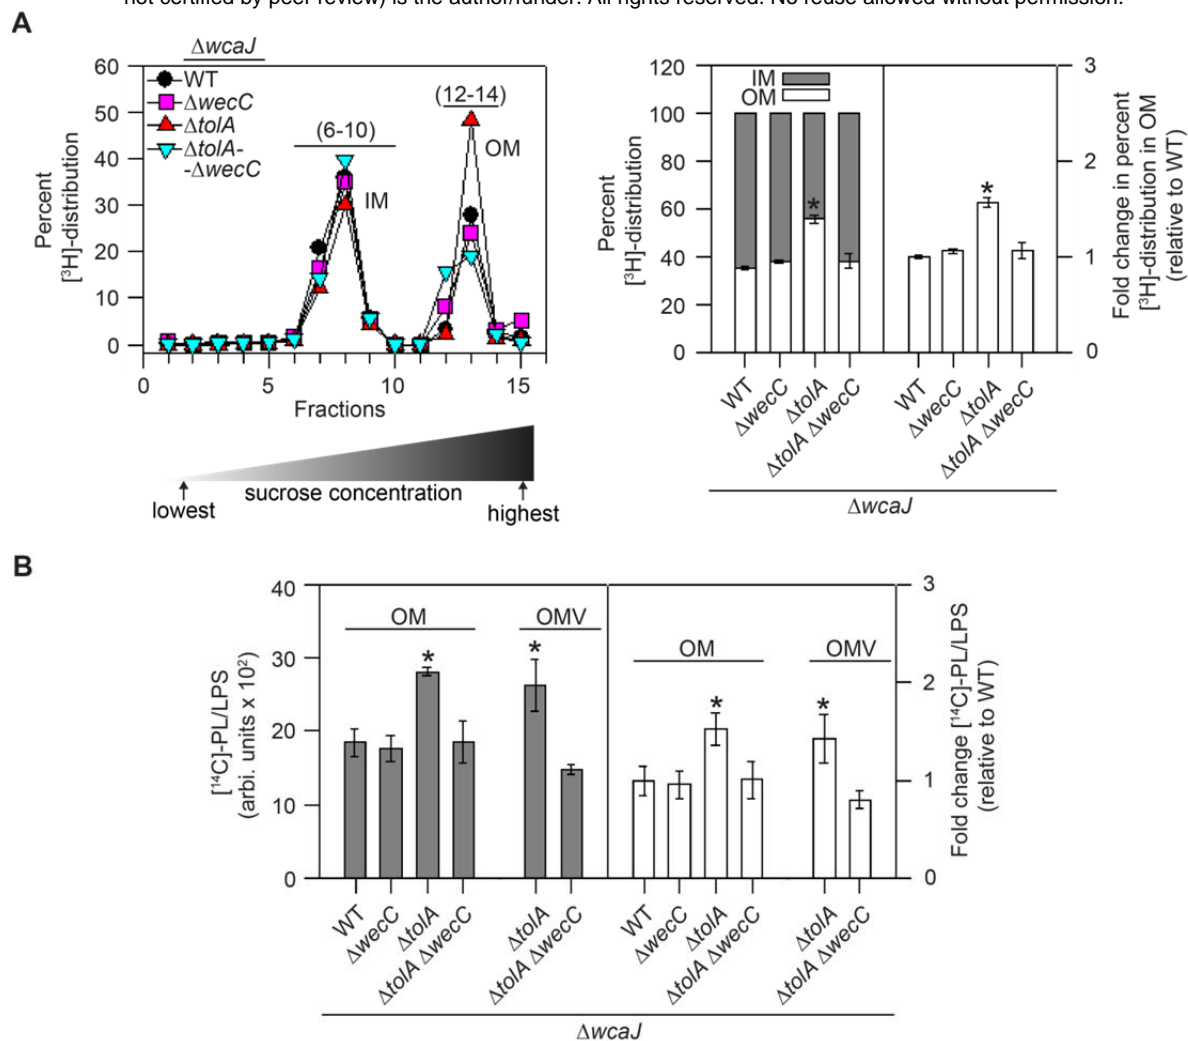 not certified by peer review) is the author/funder. All rights reserved. No reuse allowed without permission.
A
ΔwcaJ
WT
ΔwecC
ΔtolA
ΔtolA-
-ΔwecC
(6-10)
(12-14)
IM
OM
Percent
[³H]-distribution
60
50
40
30
20
10
0
0 5 10 15
Fractions
lowest
sucrose concentration
highest
IM
OM
Percent
[³H]-distribution
120
100
80
60
40
20
0
*
*
3
2
1
0
Fold change in percent
[³H]-distribution in OM
(relative to WT)
WT
ΔwecC
ΔtolA
ΔtolA ΔwecC
WT
ΔwecC
ΔtolA
ΔtolA ΔwecC
ΔwcaJ
B
[¹⁴C]-PL/LPS
(arbi. units x 10²)
40
30
20
10
0
OM
OMV
*
*
OM
OMV
*
*
3
2
1
0
Fold change [¹⁴C]-PL/LPS
(relative to WT)
WT
ΔwecC
ΔtolA
ΔtolA ΔwecC
ΔtolA
ΔtolA ΔwecC
WT
ΔwecC
ΔtolA
ΔtolA ΔwecC
ΔtolA
ΔtolA ΔwecC
ΔwcaJ